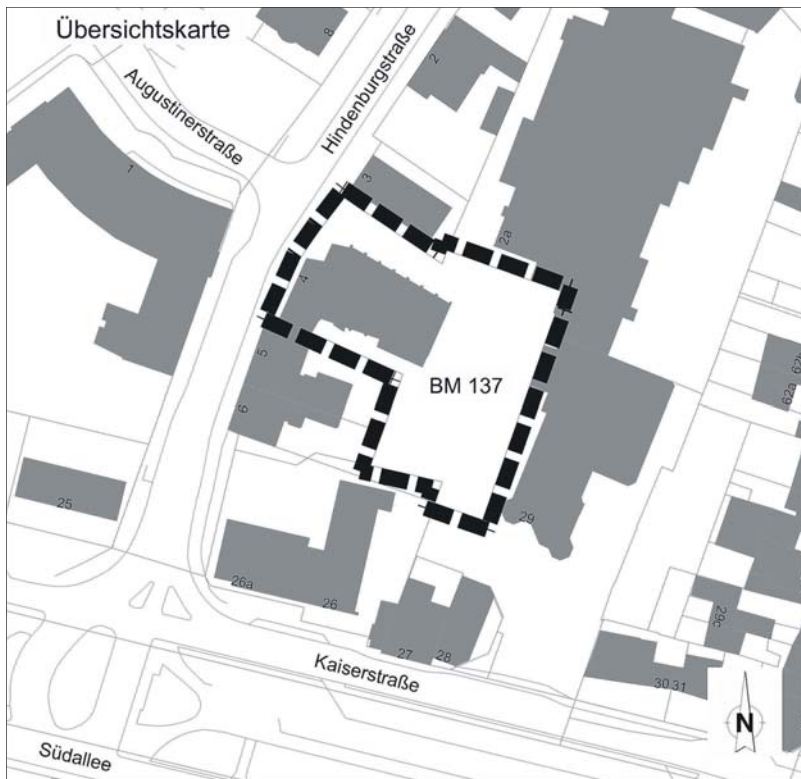 Übersichtskarte
8
Augustinerstraße
Hindenburgstraße
2
1
3
2a
4
62b
62a
5
BM 137
6
25
29
26a
26
29c
27
28
Kaiserstraße
30 31
N
Südallee